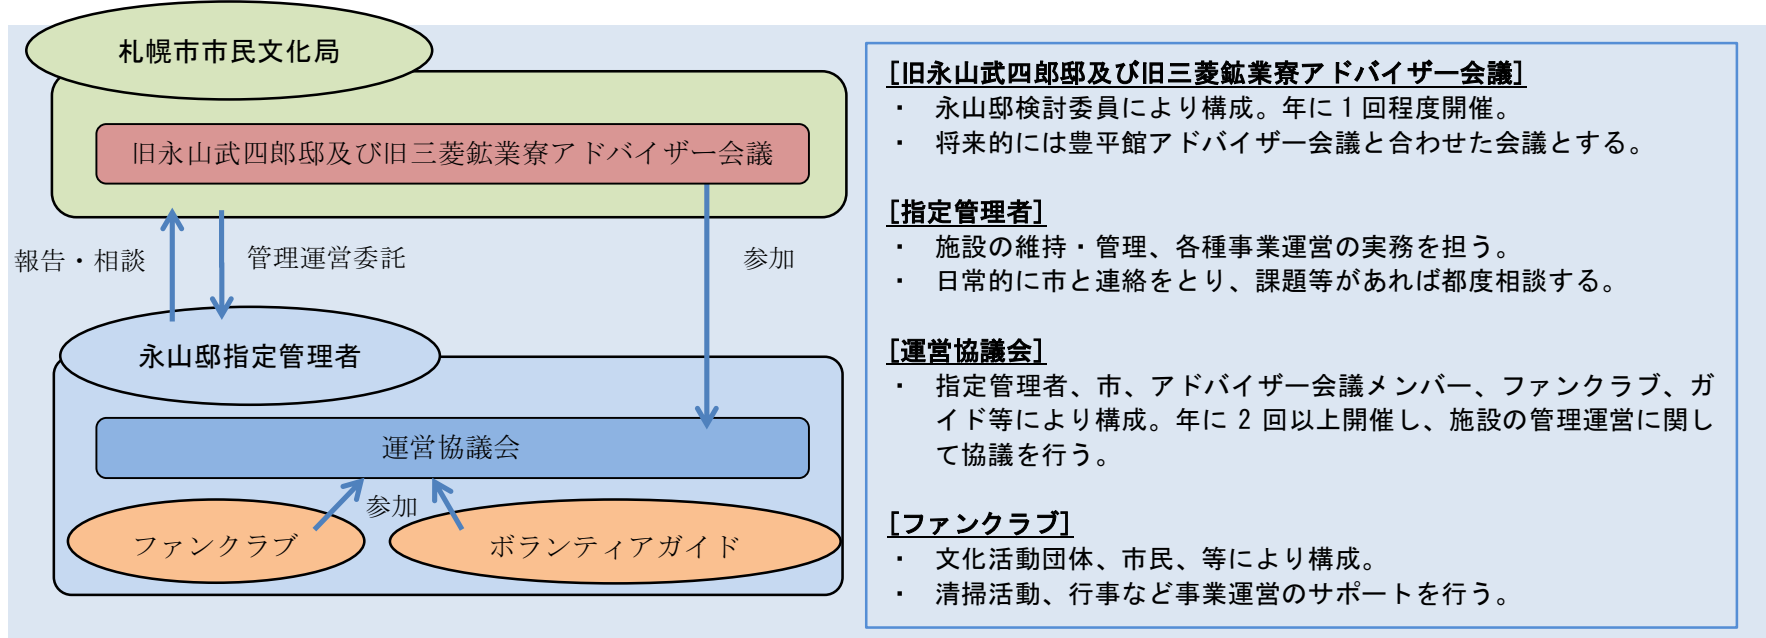 札幌市市民文化局
旧永山武四郎邸及び旧三菱鉱業寮アドバイザー会議
報告・相談
管理運営委託
参加
永山邸指定管理者
運営協議会
参加
ファンクラブ
ボランティアガイド
[旧永山武四郎邸及び旧三菱鉱業寮アドバイザー会議]
・ 永山邸検討委員により構成。年に1回程度開催。
・ 将来的には豊平館アドバイザー会議と合わせた会議とする。
[指定管理者]
・ 施設の維持・管理、各種事業運営の実務を担う。
・ 日常的に市と連絡をとり、課題等があれば都度相談する。
[運営協議会]
・ 指定管理者、市、アドバイザー会議メンバー、ファンクラブ、ガ
イド等により構成。年に 2 回以上開催し、施設の管理運営に関し
て協議を行う。
[ファンクラブ]
・ 文化活動団体、市民、等により構成。
・ 清掃活動、行事など事業運営のサポートを行う。